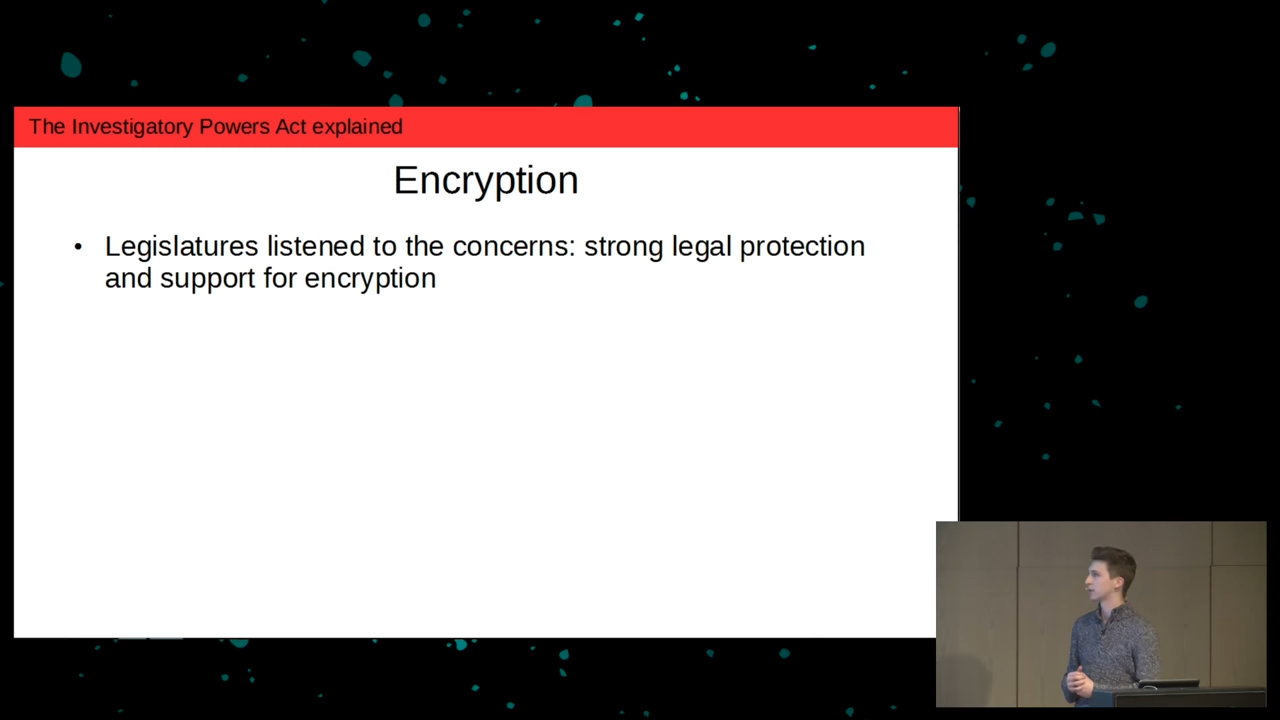 The Investigatory Powers Act explained
Encryption
• Legislatures listened to the concerns: strong legal protection
and support for encryption